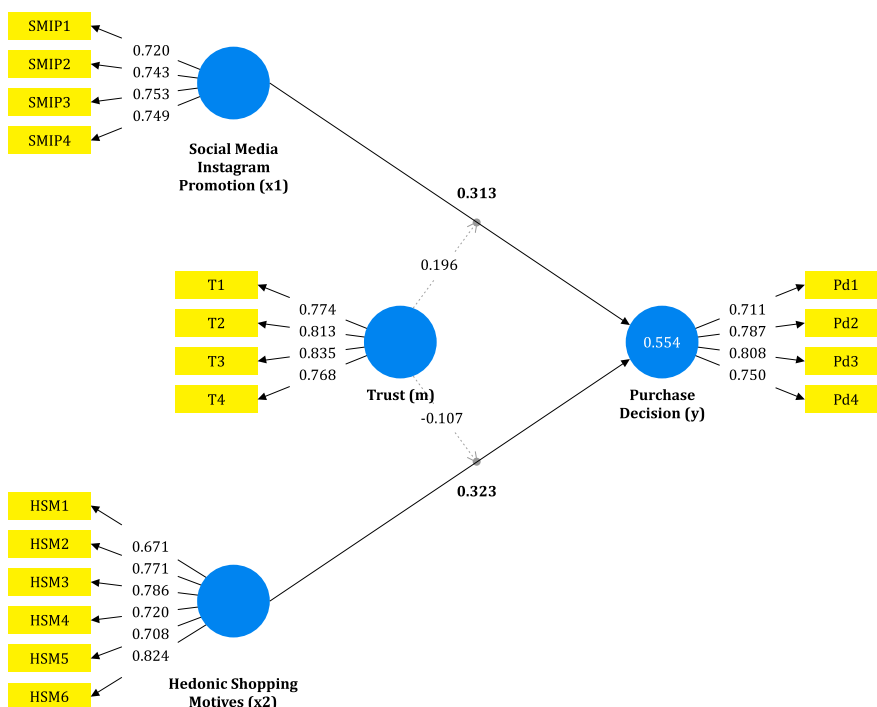 SMIP1
SMIP2
SMIP3
SMIP4
0.720
0.743
0.753
0.749
Social Media
Instagram
Promotion (x1)
0.313
0.196
T1
T2
T3
T4
0.774
0.813
0.835
0.768
Trust (m)
-0.107
0.554
Purchase
Decision (y)
0.711
0.787
0.808
0.750
Pd1
Pd2
Pd3
Pd4
0.323
HSM1
HSM2
HSM3
HSM4
HSM5
HSM6
0.671
0.771
0.786
0.720
0.708
0.824
Hedonic Shopping
Motives (x2)